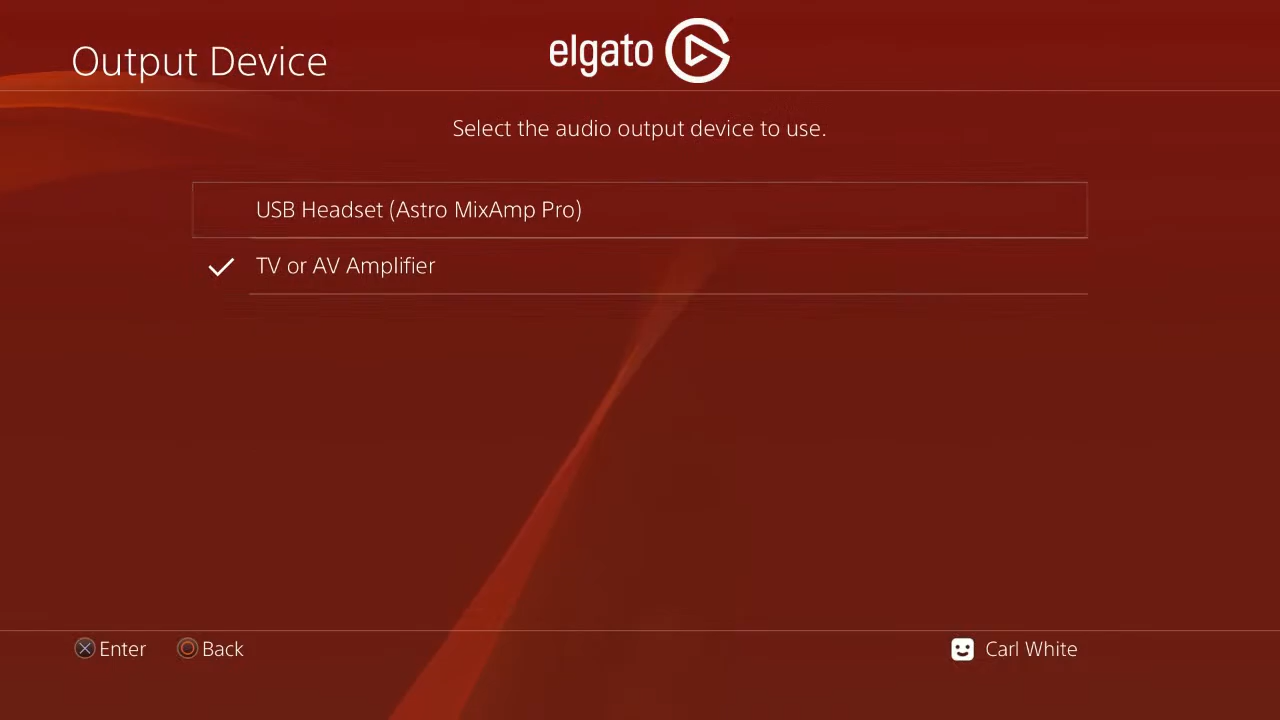 Output Device
elgato
Select the audio output device to use.
USB Headset (Astro MixAmp Pro)
TV or AV Amplifier
Enter
Back
Carl White